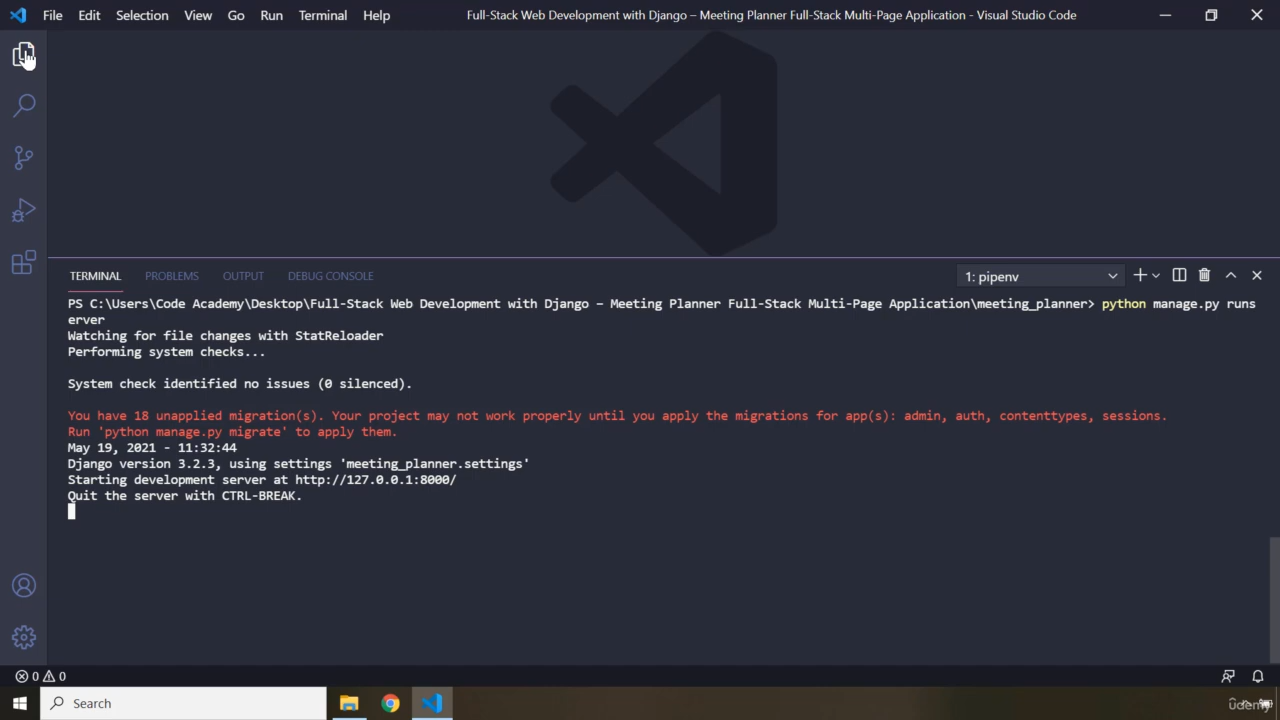 File Edit Selection View Go Run Terminal Help
Full-Stack Web Development with Django – Meeting Planner Full-Stack Multi-Page Application - Visual Studio Code
TERMINAL PROBLEMS OUTPUT DEBUG CONSOLE
1: pipenv
PS C:\Users\Code Academy\Desktop\Full-Stack Web Development with Django – Meeting Planner Full-Stack Multi-Page Application\meeting_planner> python manage.py runs
erver
Watching for file changes with StatReloader
Performing system checks...
System check identified no issues (0 silenced).
You have 18 unapplied migration(s). Your project may not work properly until you apply the migrations for app(s): admin, auth, contenttypes, sessions.
Run 'python manage.py migrate' to apply them.
May 19, 2021 - 11:32:44
Django version 3.2.3, using settings 'meeting_planner.settings'
Starting development server at http://127.0.0.1:8000/
Quit the server with CTRL-BREAK.
0 0
Search
udemy